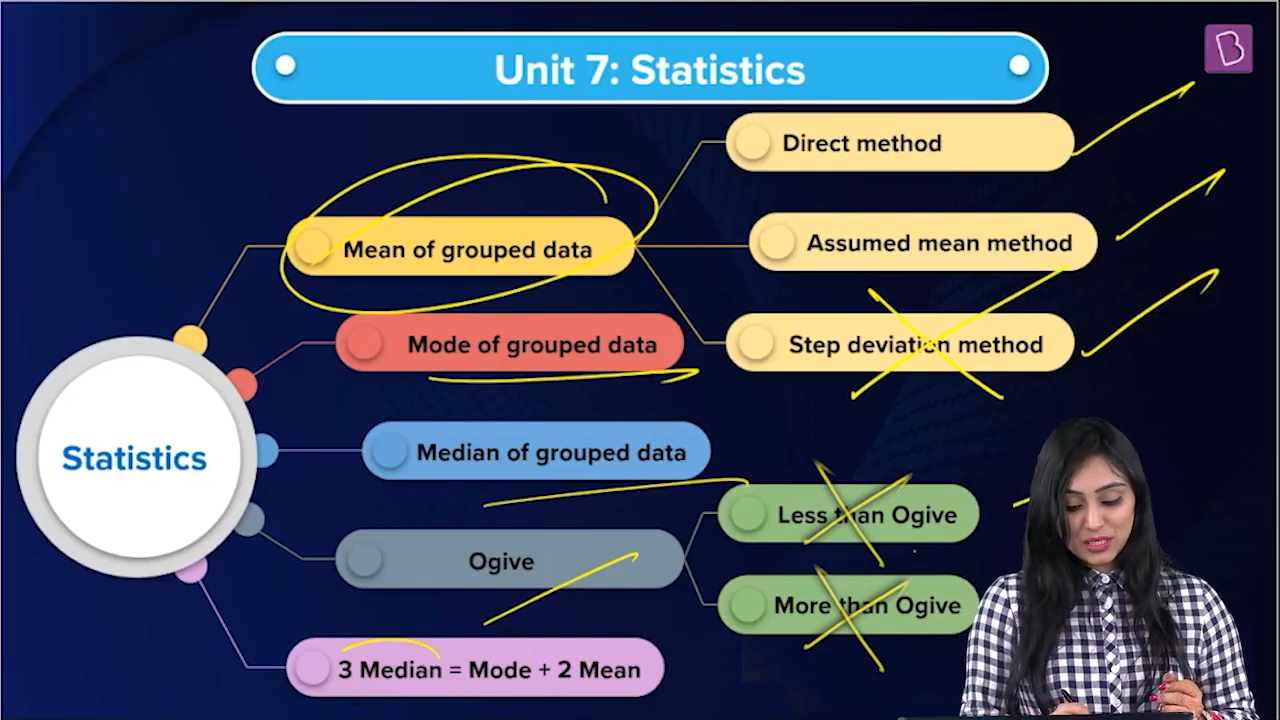 Unit 7: Statistics
Direct method
Mean of grouped data
Assumed mean method
Mode of grouped data
Step deviation method
Statistics
Median of grouped data
Less than Ogive
Ogive
More than Ogive
3 Median = Mode + 2 Mean